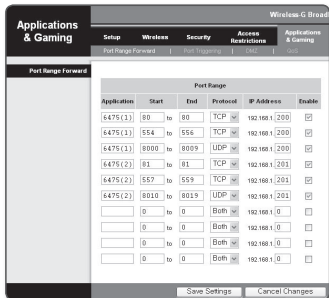 Wireless-G Broad
Applications & Gaming
Setup Wireless Security Access Restrictions Applications & Gaming
Port Range Forward | Port Triggering | DMZ | QoS
Port Range Forward
Port Range
Application Start End Protocol IP Address Enable
6475(1) 80 to 80 TCP 192.168.1.200
6475(1) 554 to 556 TCP 192.168.1.200
6475(1) 8000 to 8009 UDP 192.168.1.200
6475(2) 81 to 81 TCP 192.168.1.201
6475(2) 557 to 559 TCP 192.168.1.201
6475(2) 8010 to 8019 UDP 192.168.1.201
0 to 0 Both 192.168.1.0
0 to 0 Both 192.168.1.0
0 to 0 Both 192.168.1.0
0 to 0 Both 192.168.1.0
Save Settings Cancel Changes